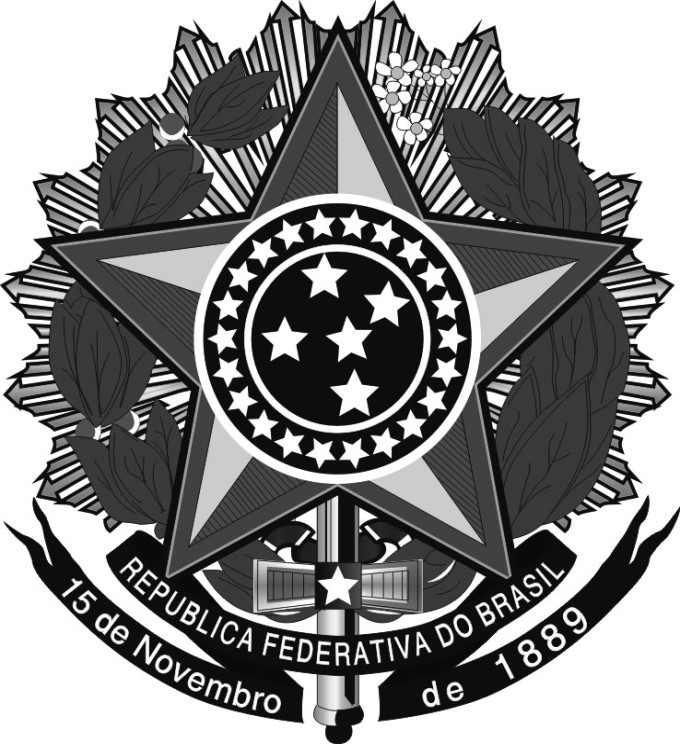 REPUBLICA FEDERATIVA DO BRASIL
15 de Novembro de 1889